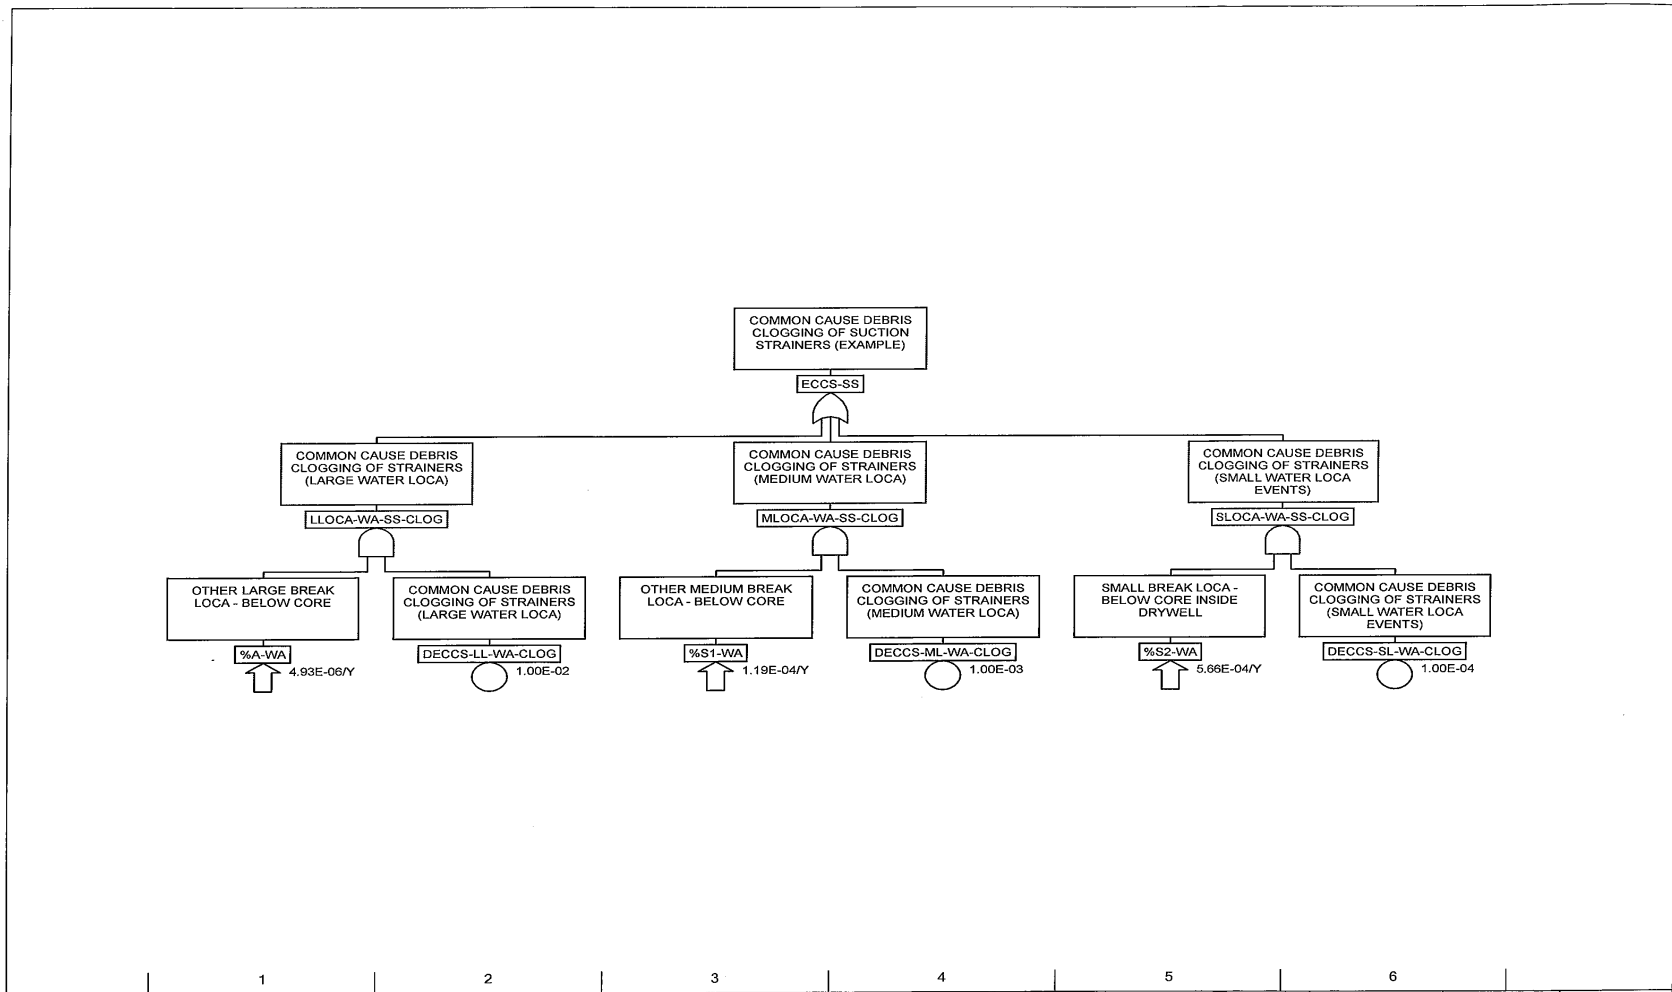 COMMON CAUSE DEBRIS
CLOGGING OF SUCTION
STRAINERS (EXAMPLE)
ECCS-SS
COMMON CAUSE DEBRIS
CLOGGING OF STRAINERS
(LARGE WATER LOCA)
LLOCA-WA-SS-CLOG
COMMON CAUSE DEBRIS
CLOGGING OF STRAINERS
(MEDIUM WATER LOCA)
MLOCA-WA-SS-CLOG
COMMON CAUSE DEBRIS
CLOGGING OF STRAINERS
(SMALL WATER LOCA
EVENTS)
SLOCA-WA-SS-CLOG
OTHER LARGE BREAK
LOCA - BELOW CORE
%A-WA
4.93E-06/Y
COMMON CAUSE DEBRIS
CLOGGING OF STRAINERS
(LARGE WATER LOCA)
DECCS-LL-WA-CLOG
1.00E-02
OTHER MEDIUM BREAK
LOCA - BELOW CORE
%S1-WA
1.19E-04/Y
COMMON CAUSE DEBRIS
CLOGGING OF STRAINERS
(MEDIUM WATER LOCA)
DECCS-ML-WA-CLOG
1.00E-03
SMALL BREAK LOCA -
BELOW CORE INSIDE
DRYWELL
%S2-WA
5.66E-04/Y
COMMON CAUSE DEBRIS
CLOGGING OF STRAINERS
(SMALL WATER LOCA
EVENTS)
DECCS-SL-WA-CLOG
1.00E-04
1 2 3 4 5 6